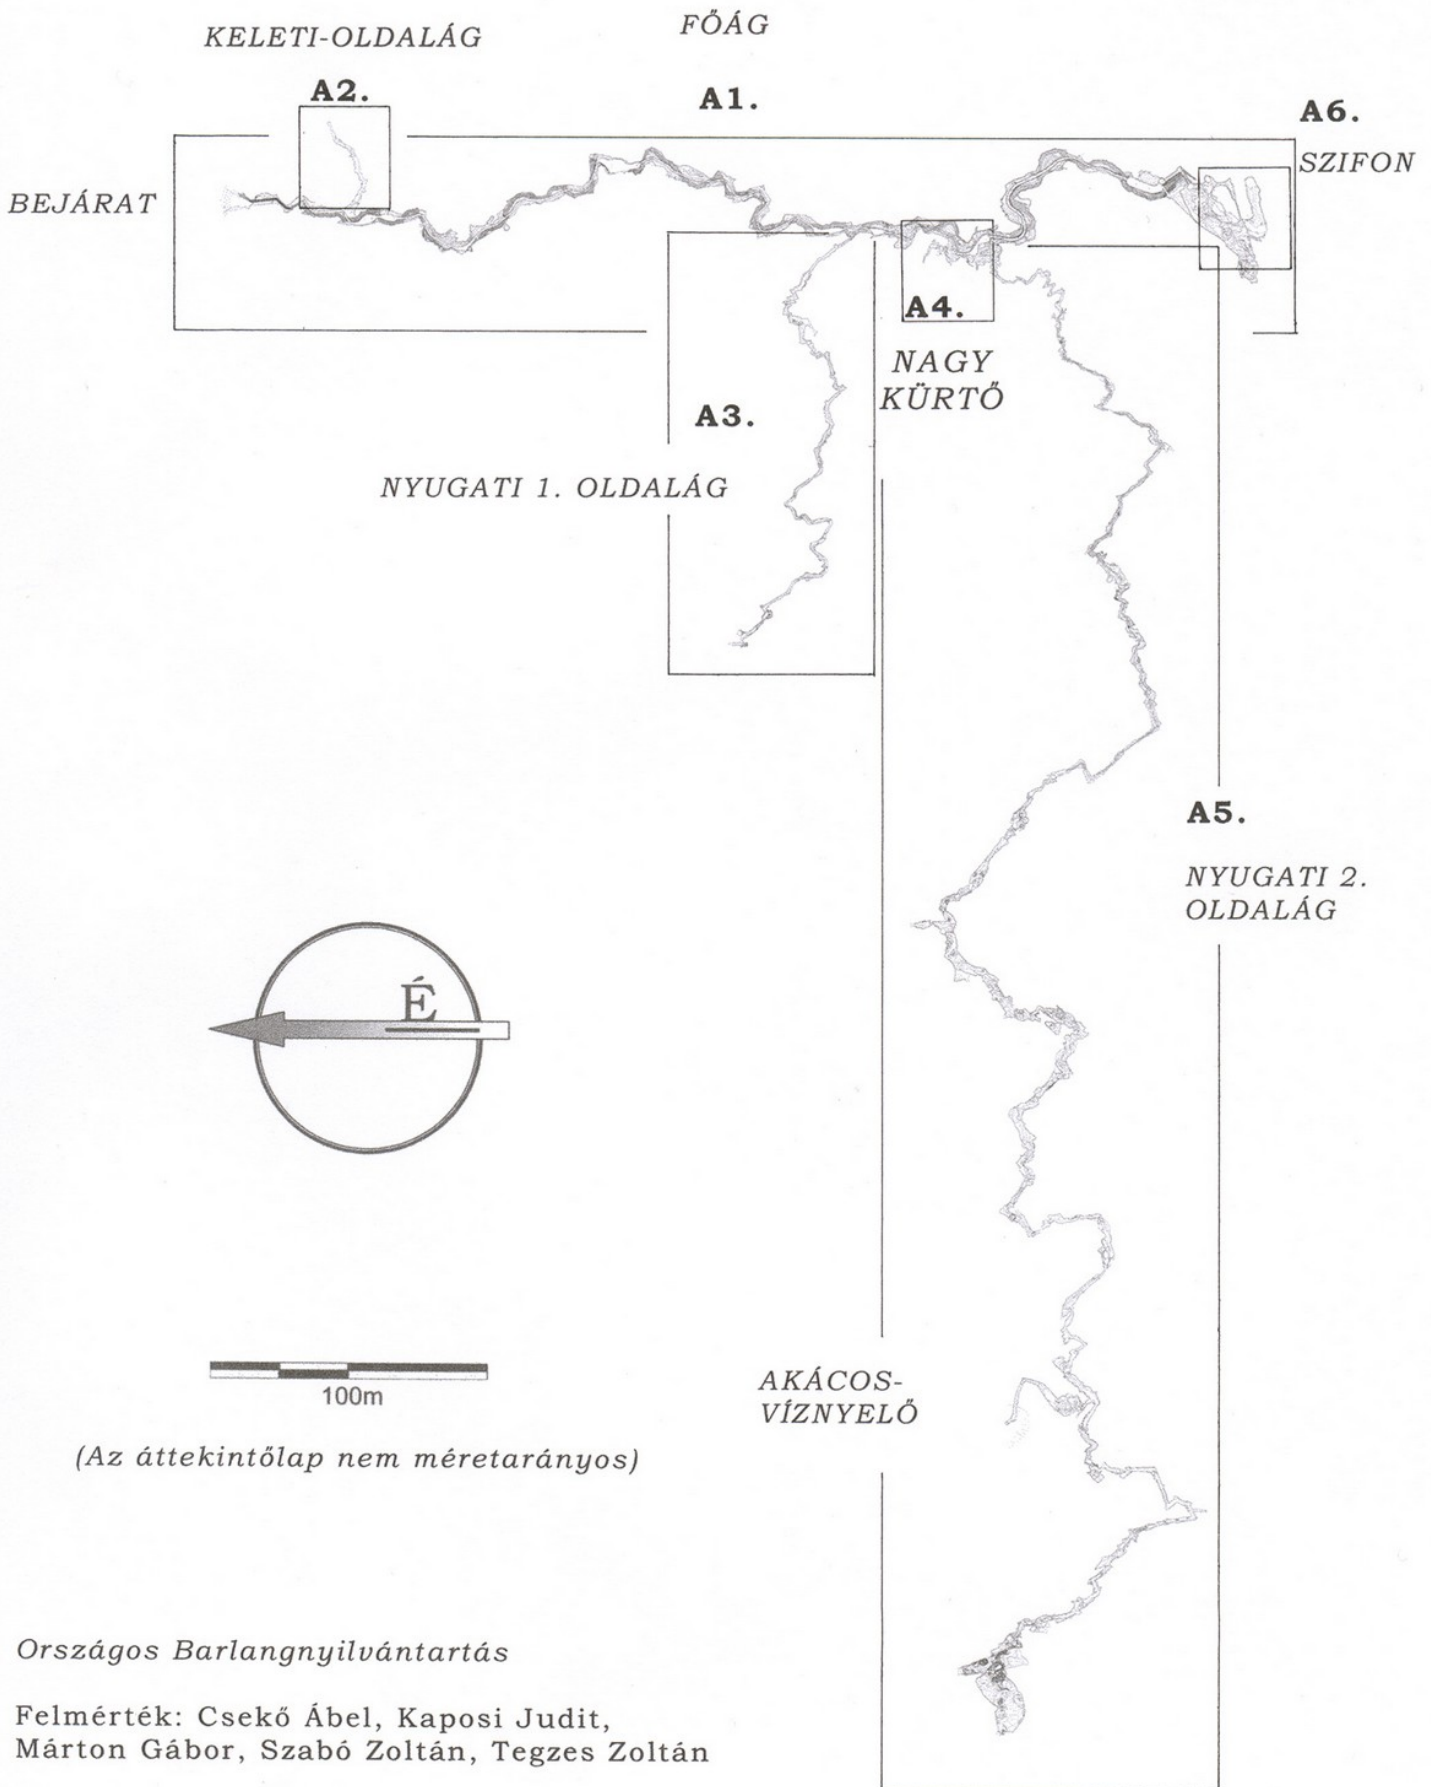 KELETI-OLDALÁG
FŐÁG
A2.
A1.
A6.
SZIFON
BEJÁRAT
A4.
NAGY
KÜRTŐ
A3.
NYUGATI 1. OLDALÁG
A5.
NYUGATI 2.
OLDALÁG
É
100m
(Az áttekintőlap nem méretarányos)
AKÁCOS-
VÍZNYELŐ
Országos Barlangnyilvántartás
Felmérték: Csekő Ábel, Kaposi Judit,
Márton Gábor, Szabó Zoltán, Tegzes Zoltán